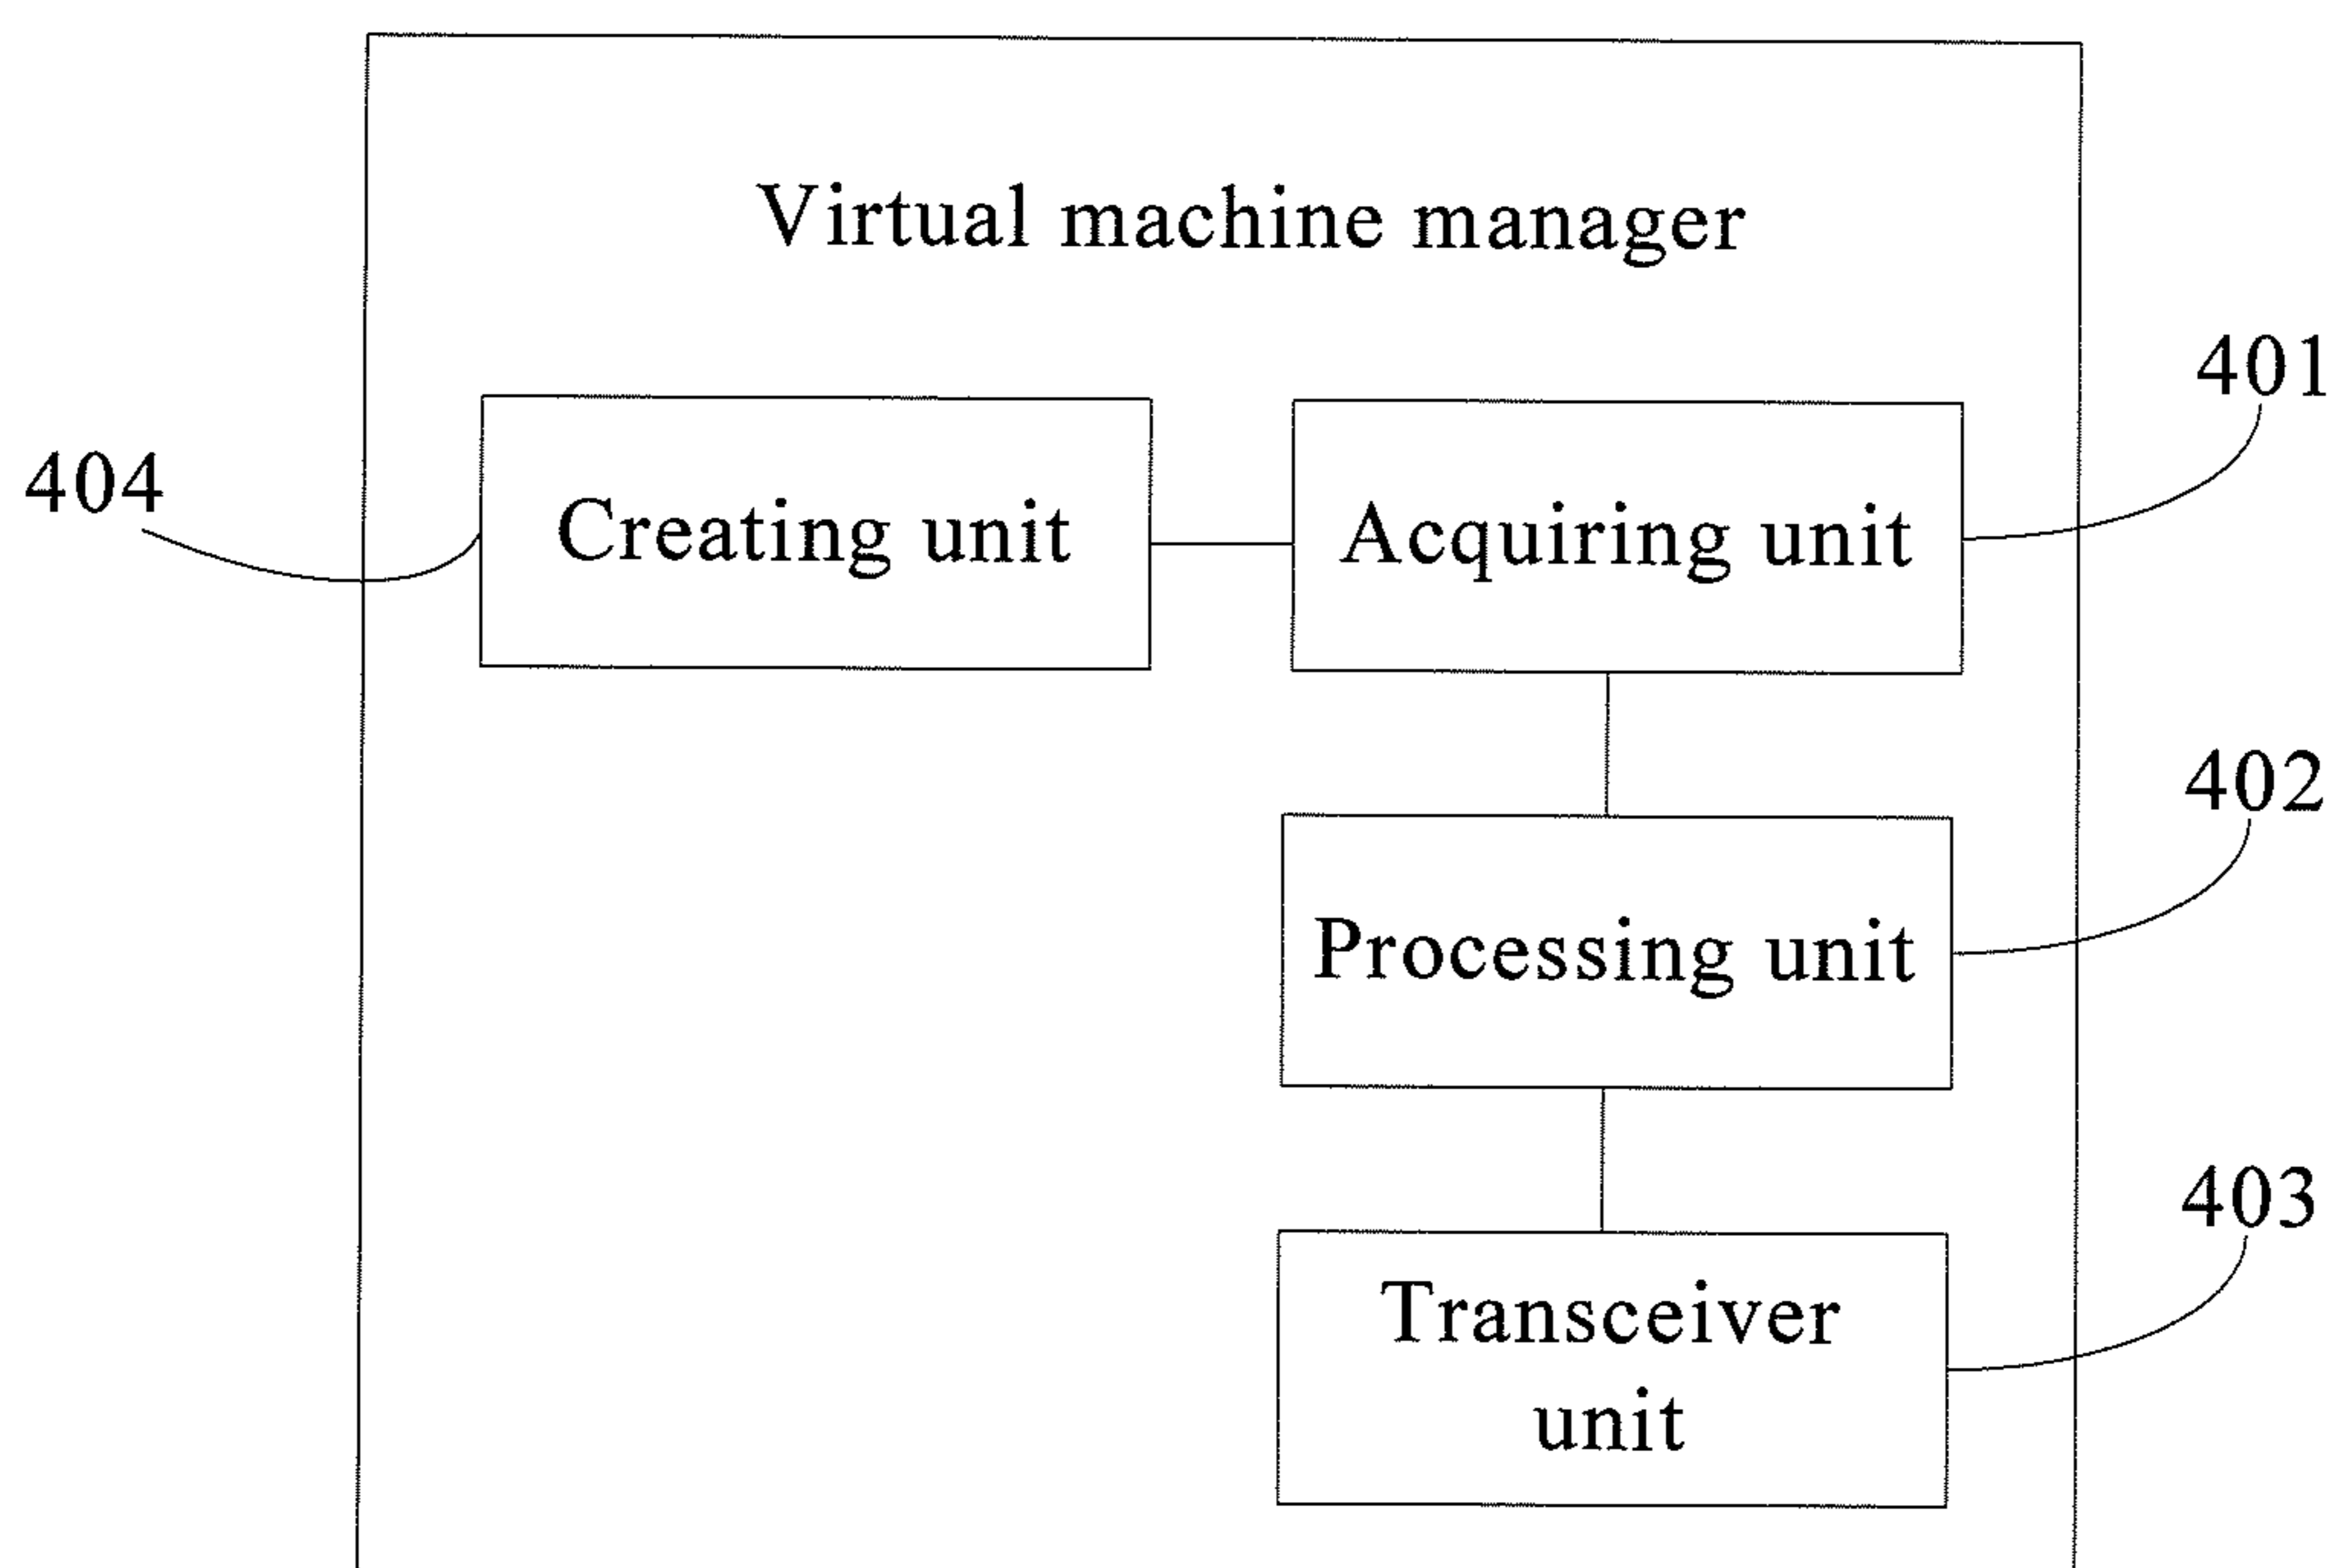 Virtual machine manager
401
404
Creating unit
Acquiring unit
402
Processing unit
403
Transceiver
unit